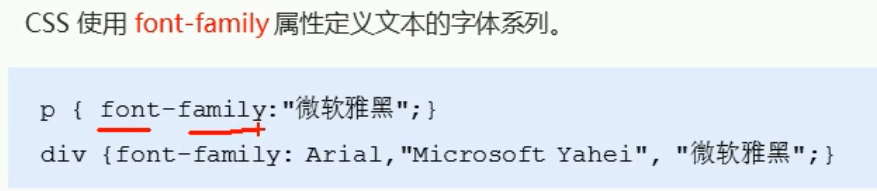 CSS 使用 font-family 属性定义文本的字体系列。
p { font-family:"微软雅黑";}
div {font-family: Arial,"Microsoft Yahei", "微软雅黑";}